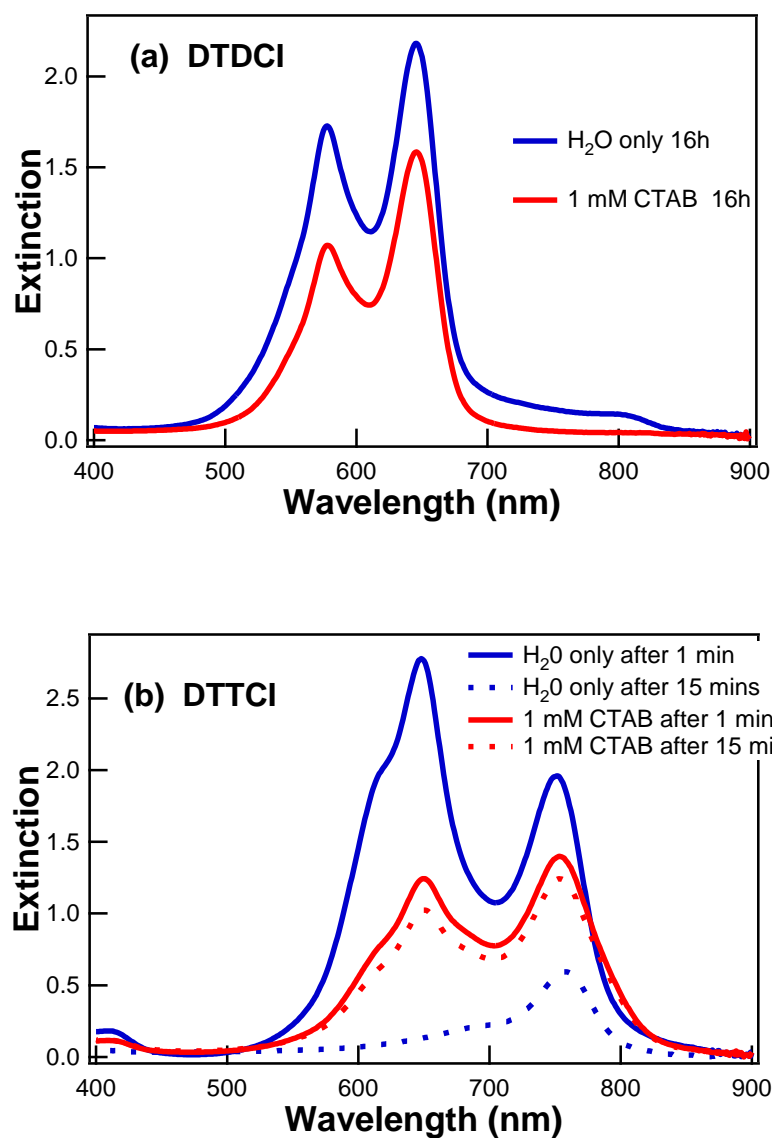 (a) DTDCI
H2O only 16h
1 mM CTAB 16h
Extinction
2.0
1.5
1.0
0.5
0.0
400 500 600 700 800 900
Wavelength (nm)
(b) DTTCI
H20 only after 1 min
H20 only after 15 mins
1 mM CTAB after 1 min
1 mM CTAB after 15 mi
Extinction
2.5
2.0
1.5
1.0
0.5
0.0
400 500 600 700 800 900
Wavelength (nm)